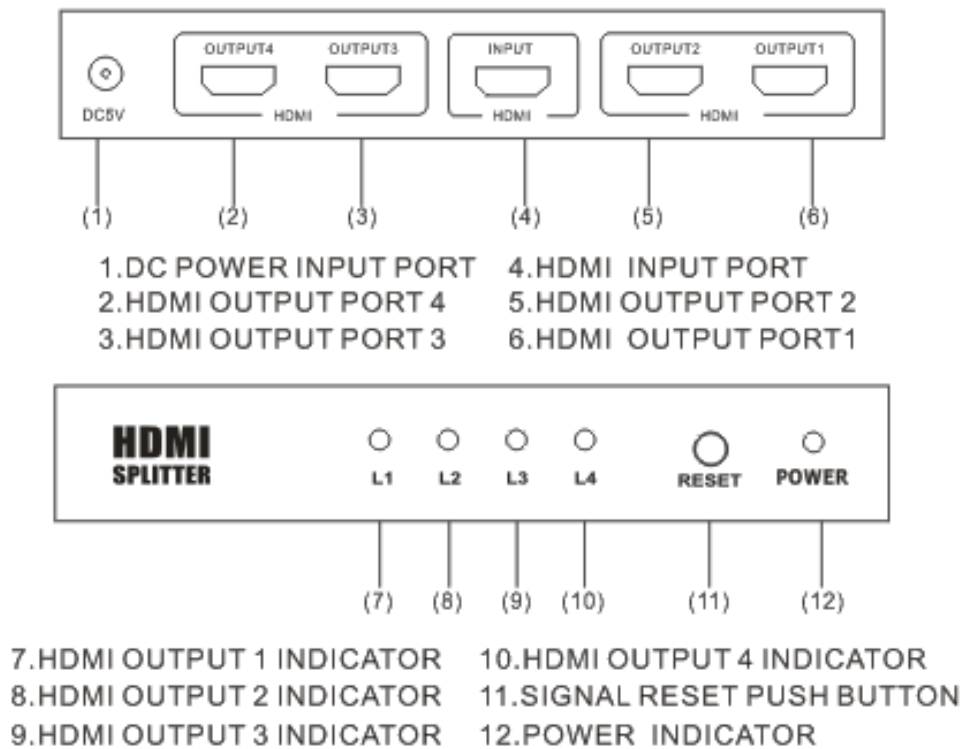 OUTPUT4 OUTPUT3 INPUT OUTPUT2 OUTPUT1
DC5V HDMI HDMI HDMI
(1) (2) (3) (4) (5) (6)
1.DC POWER INPUT PORT 4.HDMI INPUT PORT
2.HDMI OUTPUT PORT 4 5.HDMI OUTPUT PORT 2
3.HDMI OUTPUT PORT 3 6.HDMI OUTPUT PORT1
HDMI
SPLITTER
L1 L2 L3 L4 RESET POWER
(7) (8) (9) (10) (11) (12)
7.HDMI OUTPUT 1 INDICATOR 10.HDMI OUTPUT 4 INDICATOR
8.HDMI OUTPUT 2 INDICATOR 11.SIGNAL RESET PUSH BUTTON
9.HDMI OUTPUT 3 INDICATOR 12.POWER INDICATOR